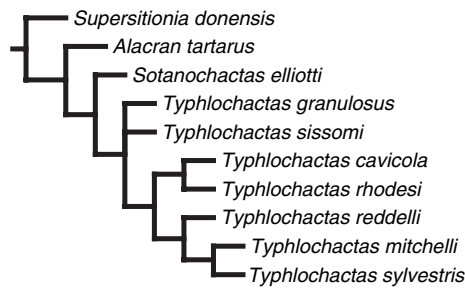 Supersitionia donensis
Alacran tartarus
Sotanochactas elliotti
Typhlochactas granulosus
Typhlochactas sissomi
Typhlochactas cavicola
Typhlochactas rhodesi
Typhlochactas reddelli
Typhlochactas mitchelli
Typhlochactas sylvestris